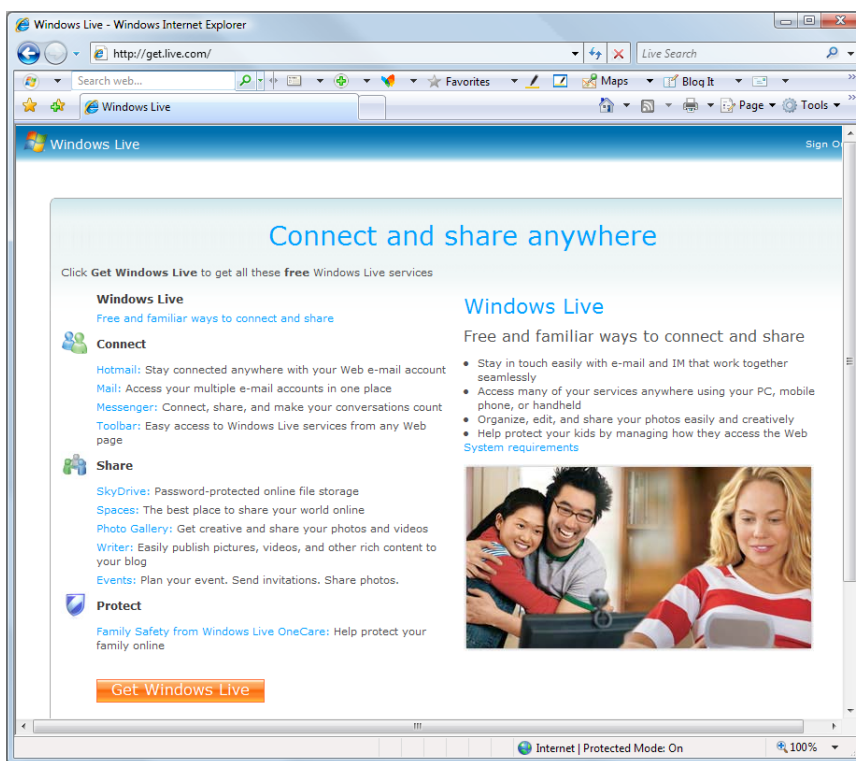 Windows Live - Windows Internet Explorer
http://get.live.com/
Live Search
Search web...
Favorites
Maps
Blog It
Windows Live
Page
Tools
Windows Live
Sign O
Connect and share anywhere
Click Get Windows Live to get all these free Windows Live services
Windows Live
Free and familiar ways to connect and share
Connect
Hotmail: Stay connected anywhere with your Web e-mail account
Mail: Access your multiple e-mail accounts in one place
Messenger: Connect, share, and make your conversations count
Toolbar: Easy access to Windows Live services from any Web
page
Share
SkyDrive: Password-protected online file storage
Spaces: The best place to share your world online
Photo Gallery: Get creative and share your photos and videos
Writer: Easily publish pictures, videos, and other rich content to
your blog
Events: Plan your event. Send invitations. Share photos.
Protect
Family Safety from Windows Live OneCare: Help protect your
family online
Get Windows Live
Windows Live
Free and familiar ways to connect and share
• Stay in touch easily with e-mail and IM that work together
seamlessly
• Access many of your services anywhere using your PC, mobile
phone, or handheld
• Organize, edit, and share your photos easily and creatively
• Help protect your kids by managing how they access the Web
System requirements
Internet | Protected Mode: On
100%